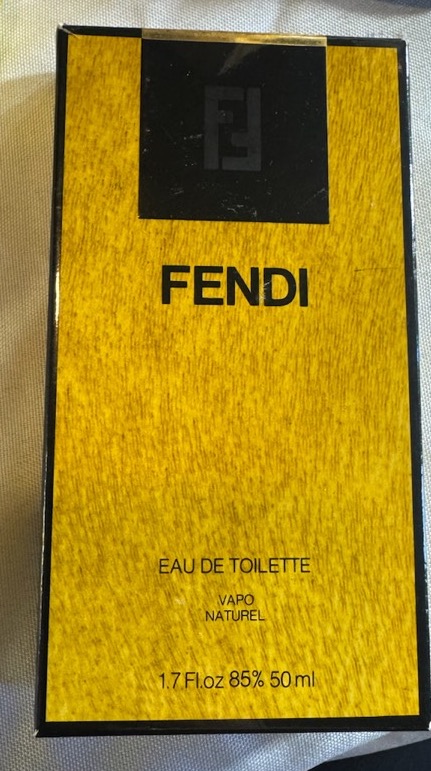 FENDI
EAU DE TOILETTE
VAPO
NATUREL
1.7 Fl.oz 85% 50 ml